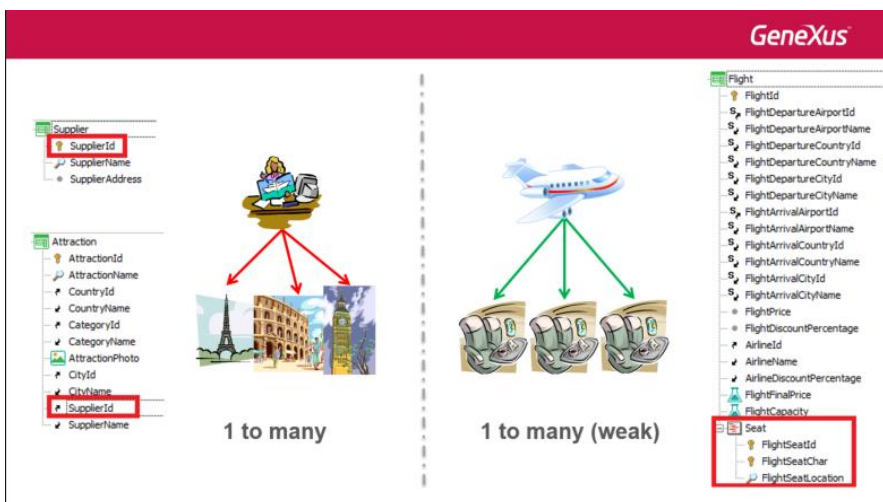 GeneXus
Supplier
SupplierId
SupplierName
SupplierAddress
Attraction
AttractionId
AttractionName
CountryId
CountryName
CategoryId
CategoryName
AttractionPhoto
CityId
CityName
SupplierId
SupplierName
1 to many
1 to many (weak)
Flight
FlightId
FlightDepartureAirportId
FlightDepartureAirportName
FlightDepartureCountryId
FlightDepartureCountryName
FlightDepartureCityId
FlightDepartureCityName
FlightArrivalAirportId
FlightArrivalAirportName
FlightArrivalCountryId
FlightArrivalCountryName
FlightArrivalCityId
FlightArrivalCityName
FlightPrice
FlightDiscountPercentage
AirlineId
AirlineName
AirlineDiscountPercentage
FlightFinalPrice
FlightCapacity
Seat
FlightSeatId
FlightSeatChar
FlightSeatLocation